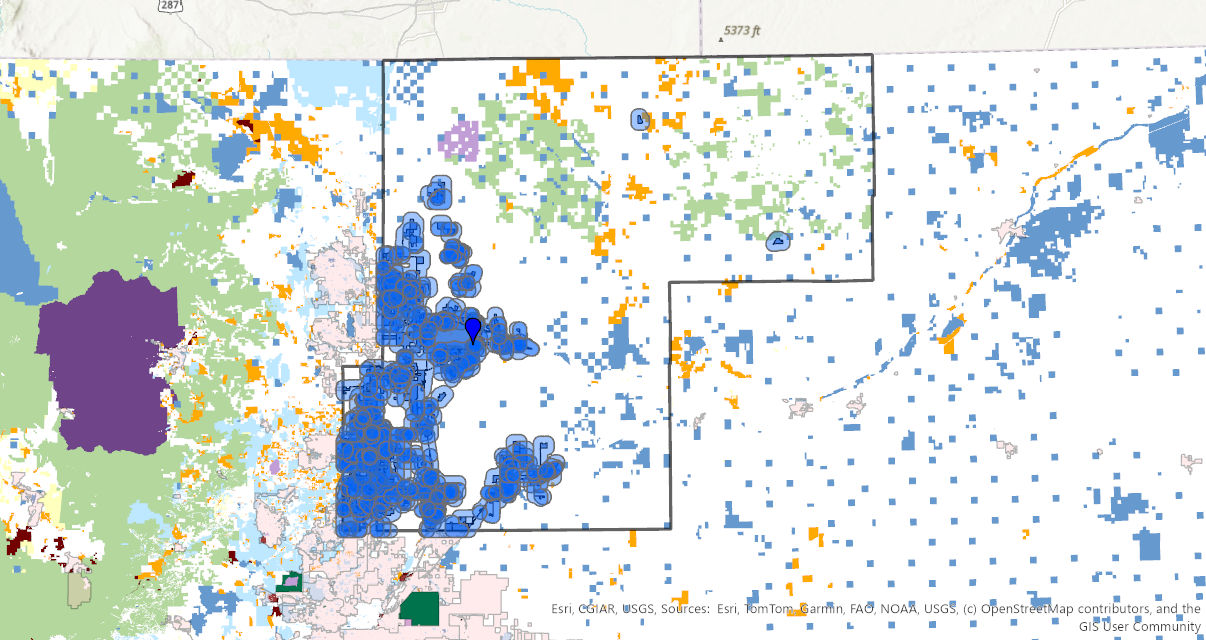 287
5373 ft
Esri, CGIAR, USGS, Sources: Esri, TomTom, Garmin, FAO, NOAA, USGS, (c) OpenStreetMap contributors, and the
GIS User Community